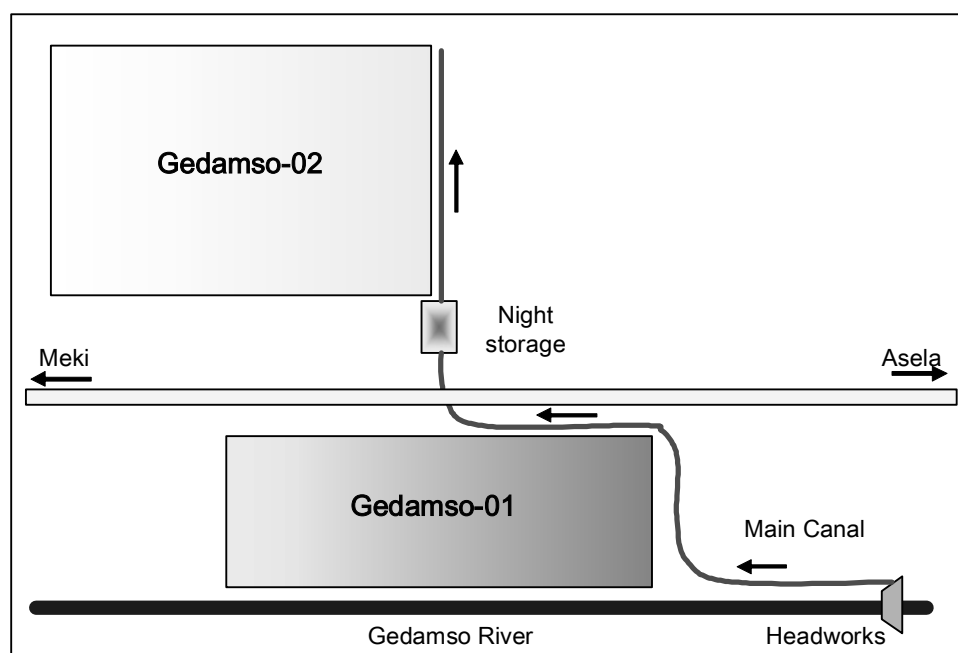 Gedamso-02
Night
storage
Meki
Asela
Gedamso-01
Main Canal
Gedamso River
Headworks